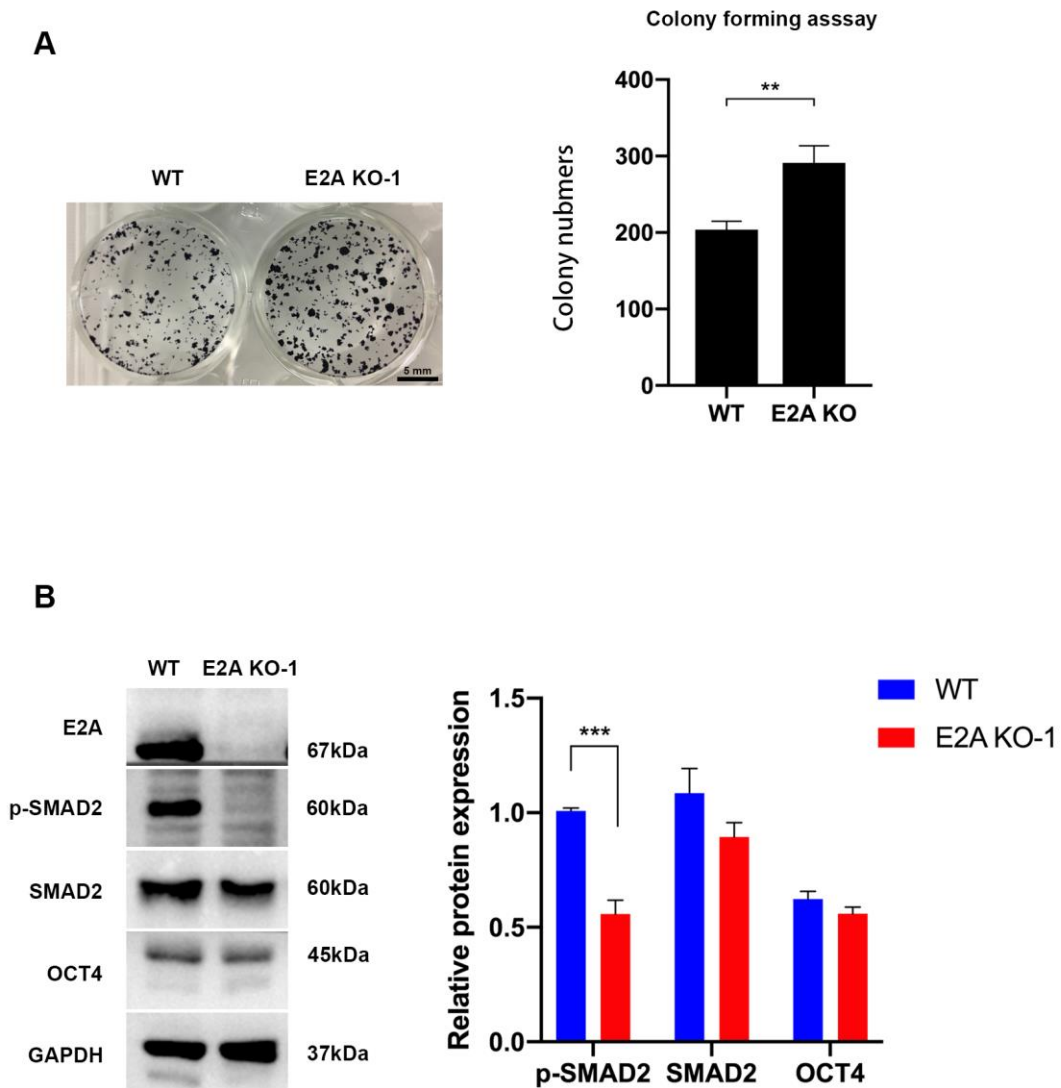 A
WT E2A KO-1
5 mm
Colony forming asssay
Colony nubmers
400
300
200
100
0
**
WT E2A KO
B
WT E2A KO-1
E2A 67kDa
p-SMAD2 60kDa
SMAD2 60kDa
OCT4 45kDa
GAPDH 37kDa
Relative protein expression
1.5
1.0
0.5
0.0
***
p-SMAD2 SMAD2 OCT4
WT
E2A KO-1